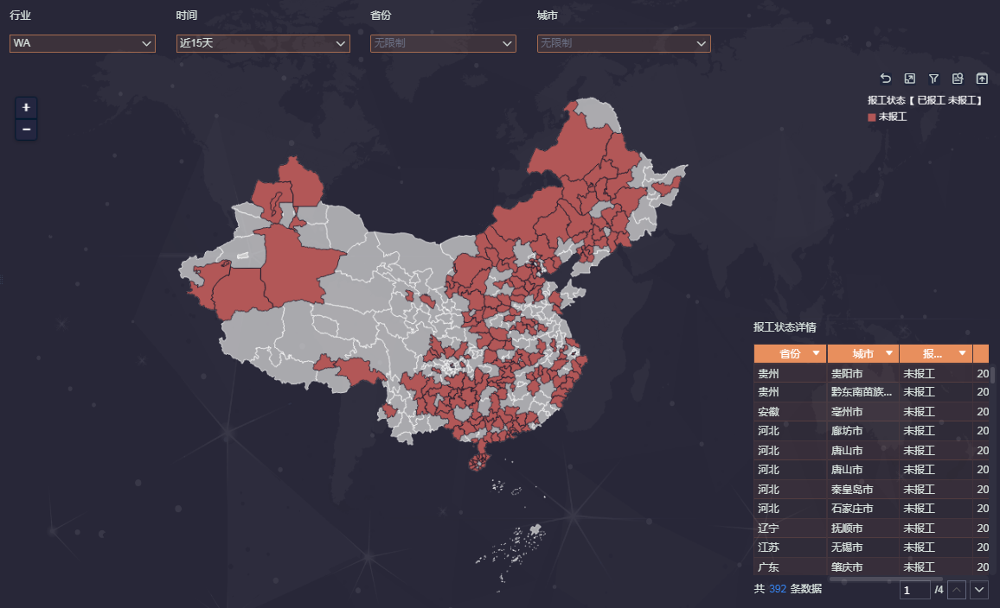 行业 时间 省份 城市
WA 近15天 无限制 无限制
+
−
报工状态【 已报工 未报工】
未报工
报工状态详情
省份 城市 报...
贵州 贵阳市 未报工 20
贵州 黔东南苗族... 未报工 20
安徽 亳州市 未报工 20
河北 廊坊市 未报工 20
河北 唐山市 未报工 20
河北 唐山市 未报工 20
河北 秦皇岛市 未报工 20
河北 石家庄市 未报工 20
辽宁 抚顺市 未报工 20
江苏 无锡市 未报工 20
广东 肇庆市 未报工 20
共 392 条数据 1 /4